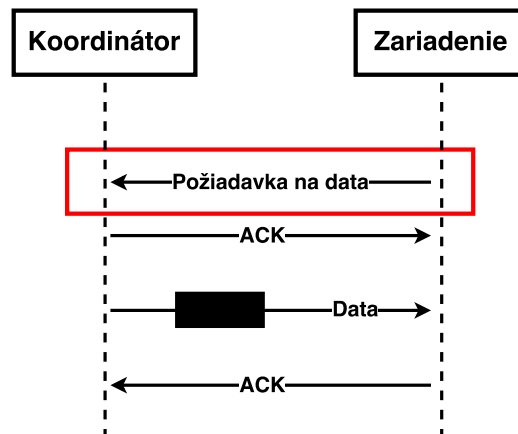 Koordinátor
Zariadenie
Požiadavka na data
ACK
Data
ACK